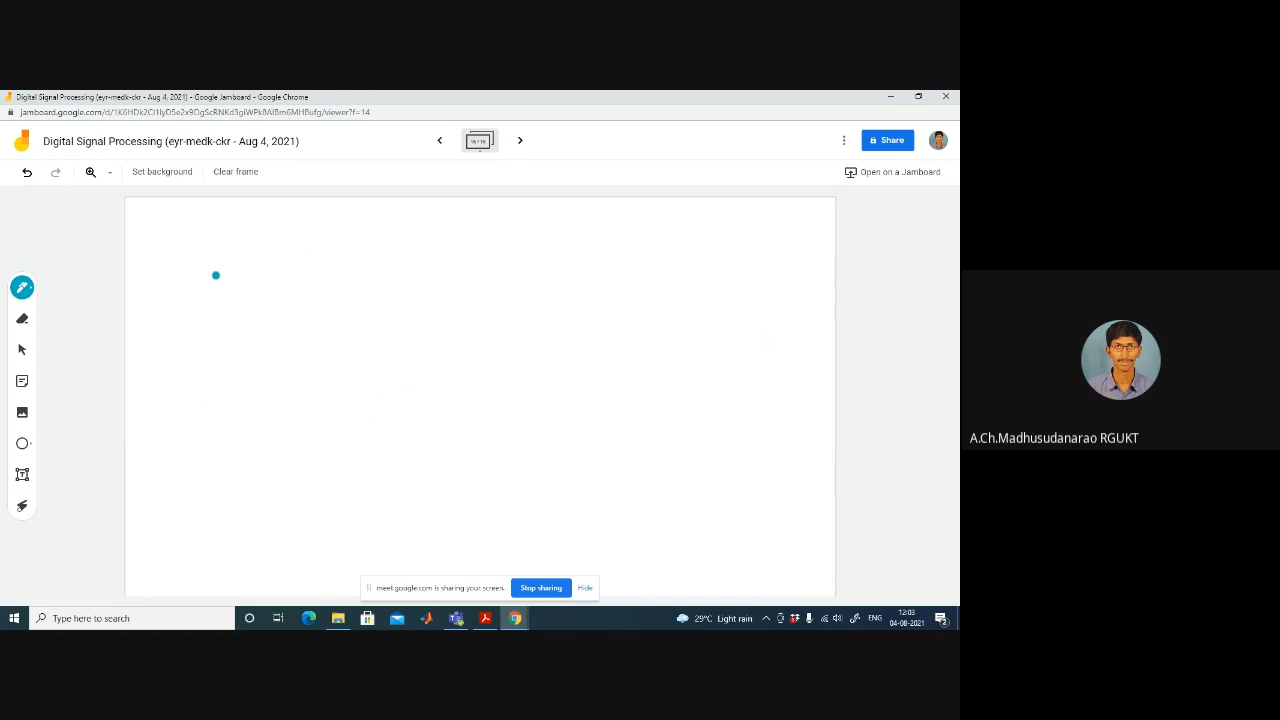 Digital Signal Processing (eyr-medk-ckr - Aug 4, 2021) - Google Jamboard - Google Chrome
Digital Signal Processing (eyr-medk-ckr - Aug 4, 2021)
Share
Set background
Clear frame
Open on a Jamboard
A.Ch.Madhusudanarao RGUKT
meet.google.com is sharing your screen.
Stop sharing
Hide
Type here to search
29°C Light rain
ENG
12:03
04-08-2021